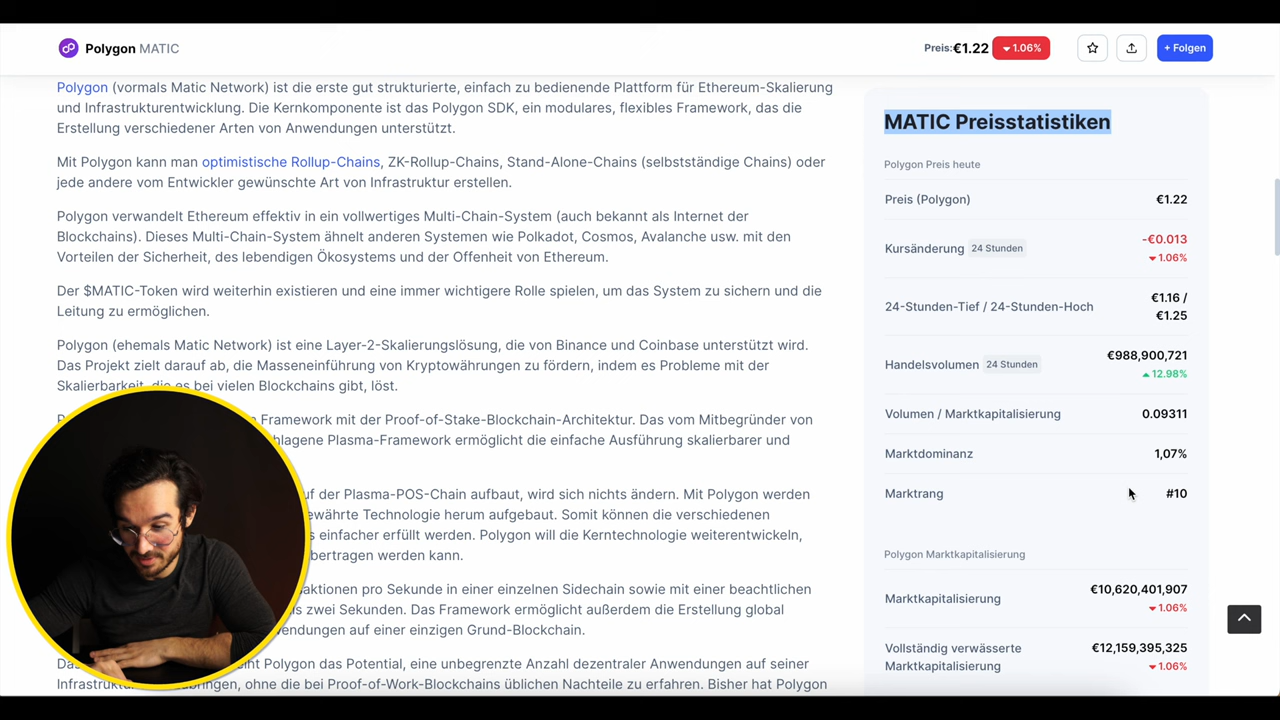 Polygon MATIC
Preis: €1.22 1.06%
+ Folgen
Polygon (vormals Matic Network) ist die erste gut strukturierte, einfach zu bedienende Plattform für Ethereum-Skalierung
und Infrastrukturentwicklung. Die Kernkomponente ist das Polygon SDK, ein modulares, flexibles Framework, das die
Erstellung verschiedener Arten von Anwendungen unterstützt.
Mit Polygon kann man optimistische Rollup-Chains, ZK-Rollup-Chains, Stand-Alone-Chains (selbstständige Chains) oder
jede andere vom Entwickler gewünschte Art von Infrastruktur erstellen.
Polygon verwandelt Ethereum effektiv in ein vollwertiges Multi-Chain-System (auch bekannt als Internet der
Blockchains). Dieses Multi-Chain-System ähnelt anderen Systemen wie Polkadot, Cosmos, Avalanche usw. mit den
Vorteilen der Sicherheit, des lebendigen Ökosystems und der Offenheit von Ethereum.
Der $MATIC-Token wird weiterhin existieren und eine immer wichtigere Rolle spielen, um das System zu sichern und die
Leitung zu ermöglichen.
Polygon (ehemals Matic Network) ist eine Layer-2-Skalierungslösung, die von Binance und Coinbase unterstützt wird.
Das Projekt zielt darauf ab, die Masseneinführung von Kryptowährungen zu fördern, indem es Probleme mit der
Skalierbarkeit, die es bei vielen Blockchains gibt, löst.
Framework mit der Proof-of-Stake-Blockchain-Architektur. Das vom Mitbegründer von
Plasma-Framework ermöglicht die einfache Ausführung skalierbarer und
der Plasma-POS-Chain aufbaut, wird sich nichts ändern. Mit Polygon werden
Technologie herum aufgebaut. Somit können die verschiedenen
einfacher erfüllt werden. Polygon will die Kerntechnologie weiterentwickeln,
werden kann.
pro Sekunde in einer einzelnen Sidechain sowie mit einer beachtlichen
zwei Sekunden. Das Framework ermöglicht außerdem die Erstellung global
auf einer einzigen Grund-Blockchain.
Polygon das Potential, eine unbegrenzte Anzahl dezentraler Anwendungen auf seiner
ohne die bei Proof-of-Work-Blockchains üblichen Nachteile zu erfahren. Bisher hat Polygon
MATIC Preisstatistiken
Polygon Preis heute
Preis (Polygon) €1.22
Kursänderung 24 Stunden -€0.013
1.06%
24-Stunden-Tief / 24-Stunden-Hoch €1.16 /
€1.25
Handelsvolumen 24 Stunden €988,900,721
12.98%
Volumen / Marktkapitalisierung 0.09311
Marktdominanz 1,07%
Marktrang #10
Polygon Marktkapitalisierung
Marktkapitalisierung €10,620,401,907
1.06%
Vollständig verwässerte
Marktkapitalisierung €12,159,395,325
1.06%